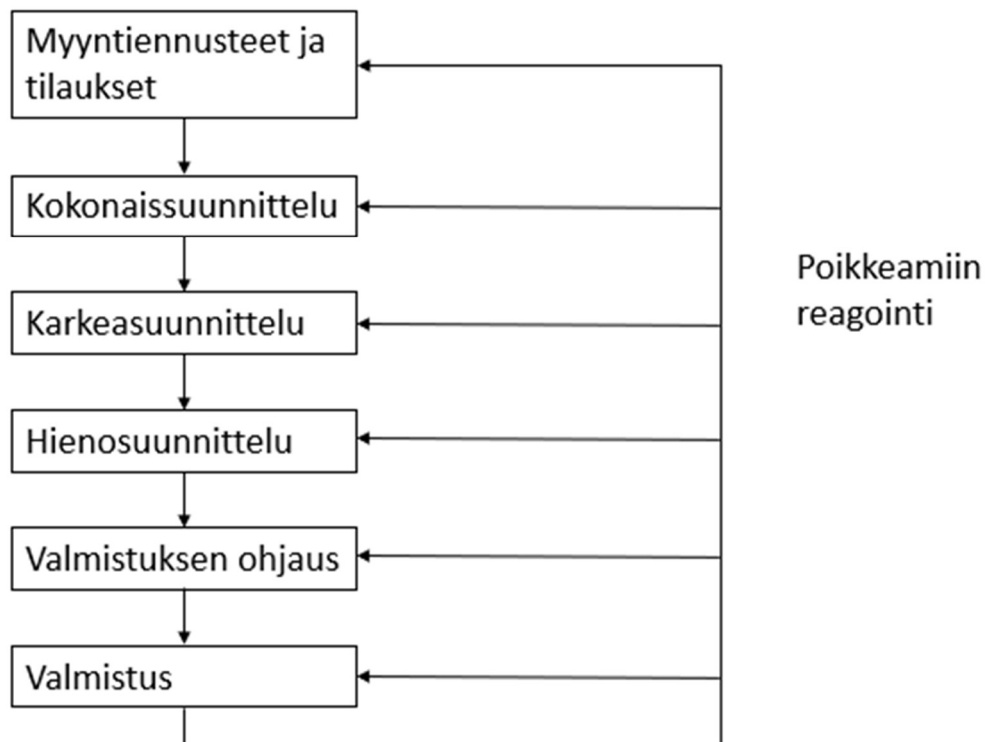 Myyntiennusteet ja
tilaukset
Kokonaissuunnittelu
Poikkeamiin
reagointi
Karkeasuunnittelu
Hienosuunnittelu
Valmistuksen ohjaus
Valmistus